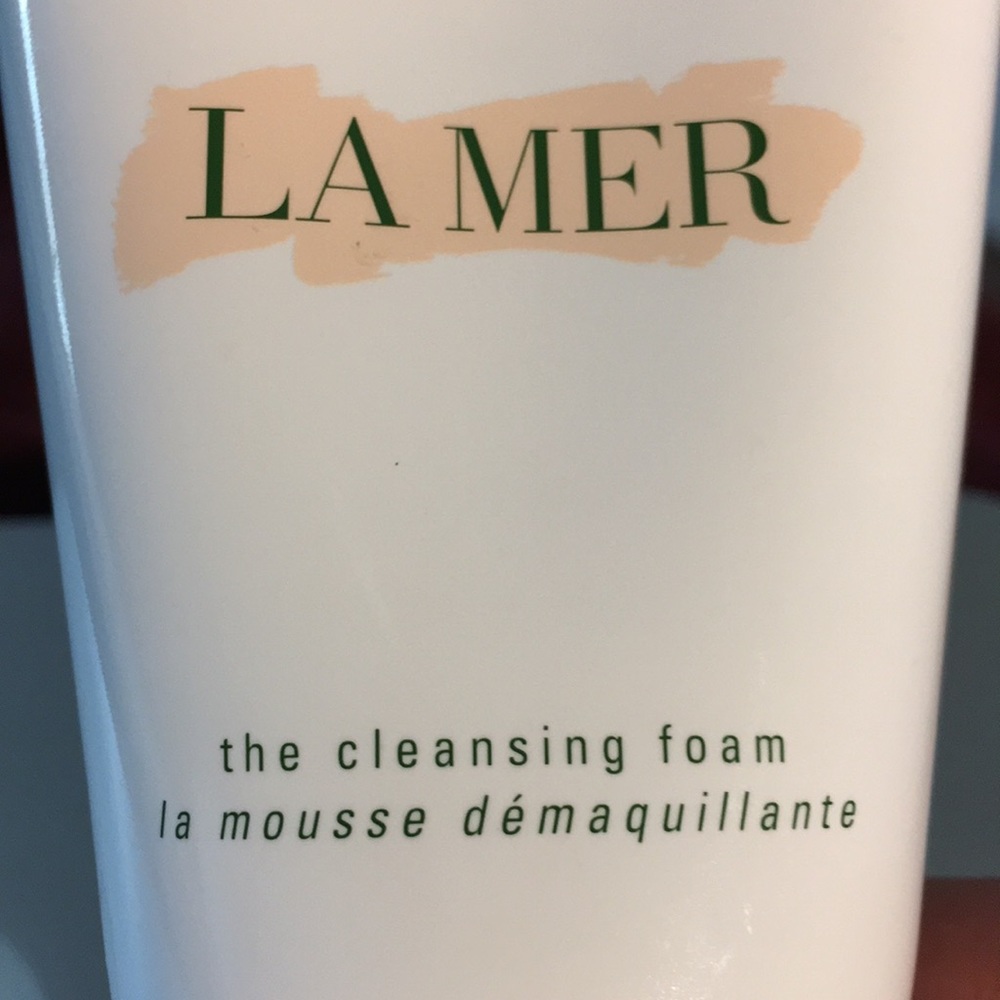 LA MER
the cleansing foam
la mousse démaquillante